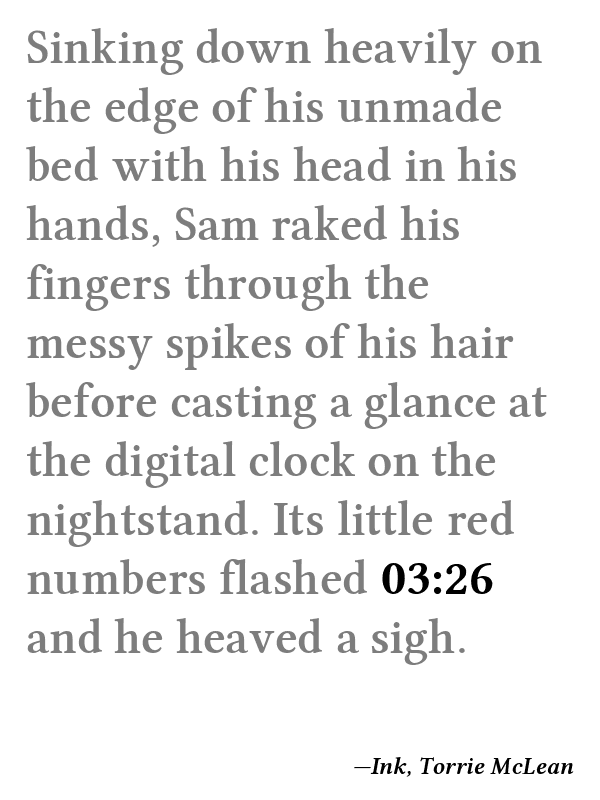 Sinking down heavily on
the edge of his unmade
bed with his head in his
hands, Sam raked his
fingers through the
messy spikes of his hair
before casting a glance at
the digital clock on the
nightstand. Its little red
numbers flashed 03:26
and he heaved a sigh.
—Ink, Torrie McLean